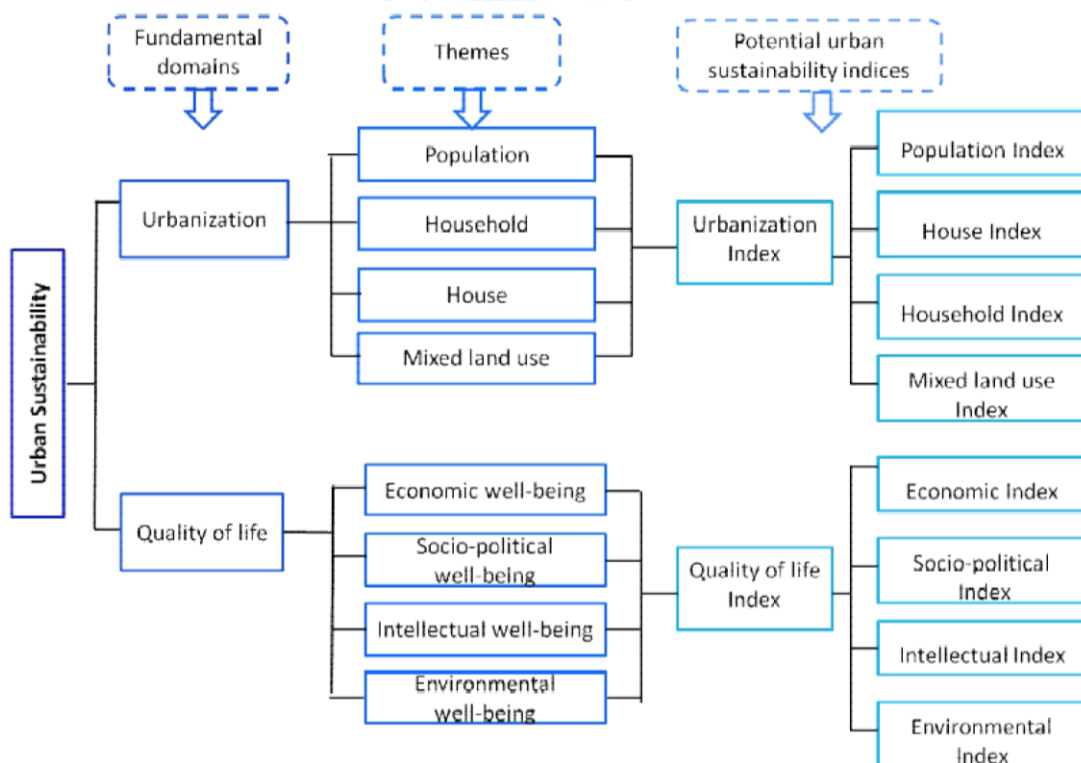 Fundamental
domains
Themes
Potential urban
sustainability indices
Urban Sustainability
Urbanization
Population
Household
House
Mixed land use
Urbanization
Index
Population Index
House Index
Household Index
Mixed land use
Index
Quality of life
Economic well-being
Socio-political
well-being
Intellectual well-being
Environmental
well-being
Quality of life
Index
Economic Index
Socio-political
Index
Intellectual Index
Environmental
Index